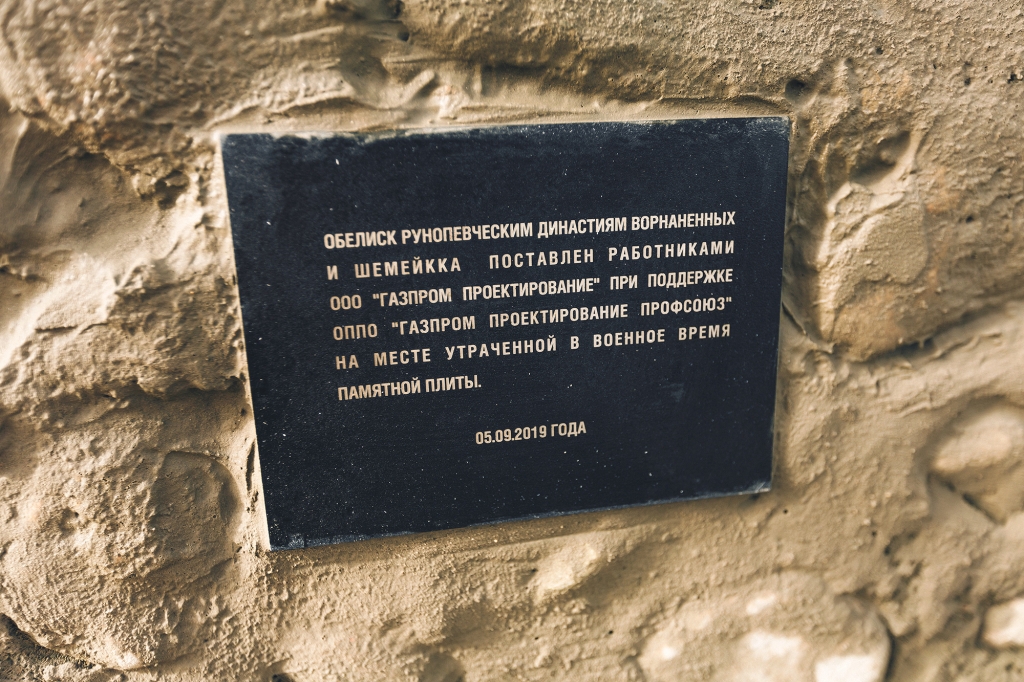 ОБЕЛИСК РУНОПЕВЧЕСКИМ ДИНАСТИЯМ ВОРНАНЕННЫХ
И ШЕМЕЙККА ПОСТАВЛЕН РАБОТНИКАМИ
ООО "ГАЗПРОМ ПРОЕКТИРОВАНИЕ" ПРИ ПОДДЕРЖКЕ
ОППО "ГАЗПРОМ ПРОЕКТИРОВАНИЕ ПРОФСОЮЗ"
НА МЕСТЕ УТРАЧЕННОЙ В ВОЕННОЕ ВРЕМЯ
ПАМЯТНОЙ ПЛИТЫ.
05.09.2019 ГОДА